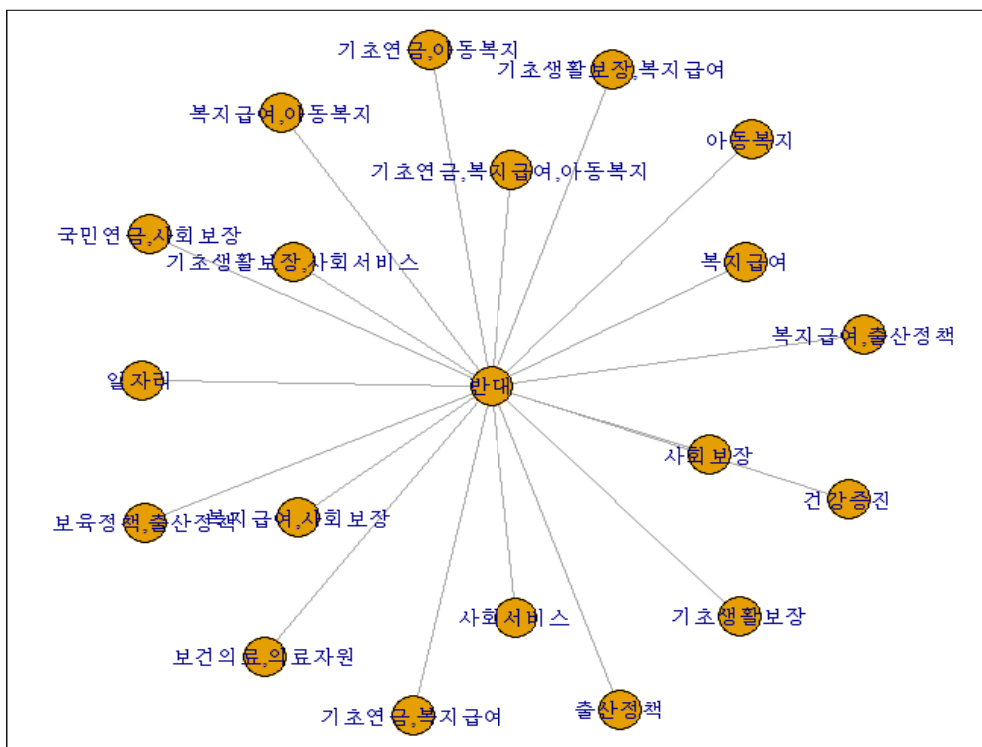 기초연금,아동복지
기초생활보장,복지급여
복지급여,아동복지
아동복지
기초연금,복지급여,아동복지
국민연금,사회보장
기초생활보장,사회서비스
복지급여
복지급여,출산정책
일자리
반대
사회보장
건강증진
보육정책,출산정책
복지급여,사회보장
사회서비스
기초생활보장
보건의료,의료자원
기초연금,복지급여
출산정책